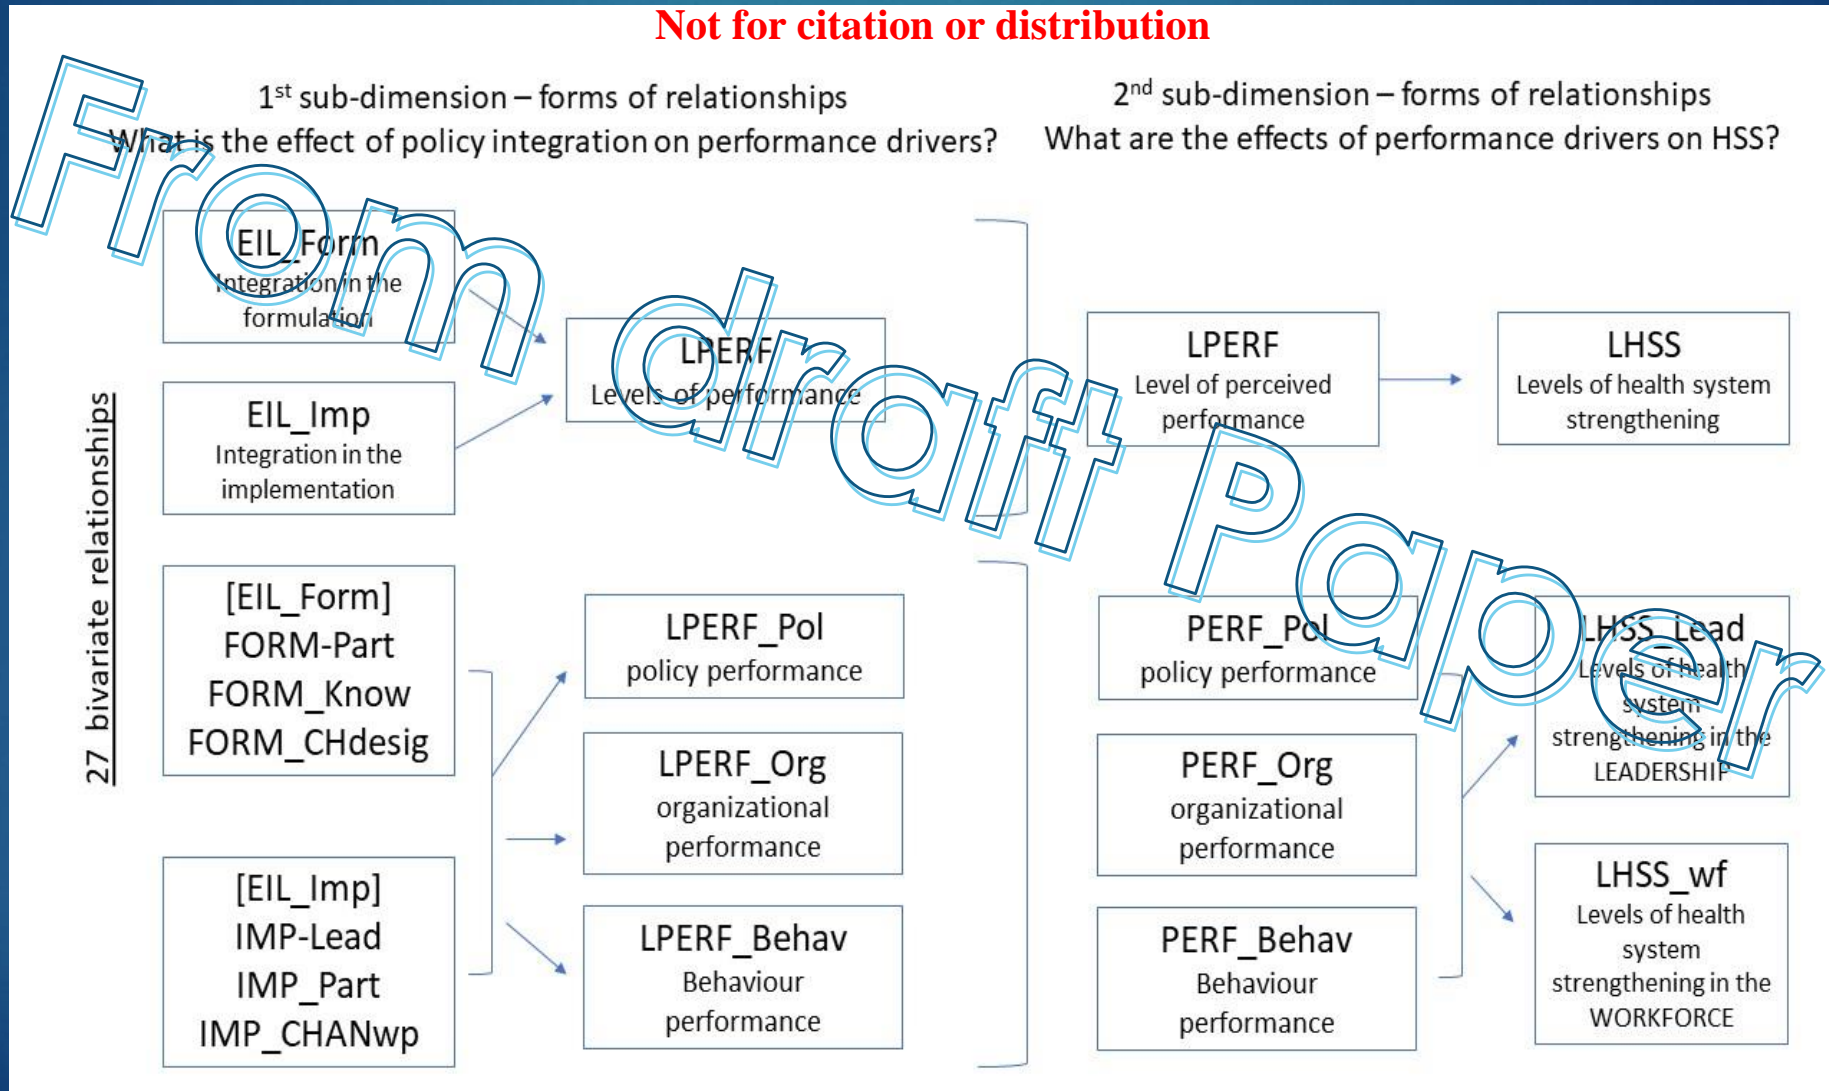 Not for citation or distribution
1st sub-dimension – forms of relationships
What is the effect of policy integration on performance drivers?
2nd sub-dimension – forms of relationships
What are the effects of performance drivers on HSS?
From draft Paper
27 bivariate relationships
EIL_Form
Integration in the
formulation
EIL_Imp
Integration in the
implementation
LPERF
Levels of performance
LPERF
Level of perceived
performance
LHSS
Levels of health system
strengthening
[EIL_Form]
FORM-Part
FORM_Know
FORM_CHdesig
[EIL_Imp]
IMP-Lead
IMP_Part
IMP_CHANwp
LPERF_Pol
policy performance
LPERF_Org
organizational
performance
LPERF_Behav
Behaviour
performance
PERF_Pol
policy performance
PERF_Org
organizational
performance
PERF_Behav
Behaviour
performance
LHSS_Lead
Levels of health
system
strengthening in the
LEADERSHIP
LHSS_wf
Levels of health
system
strengthening in the
WORKFORCE